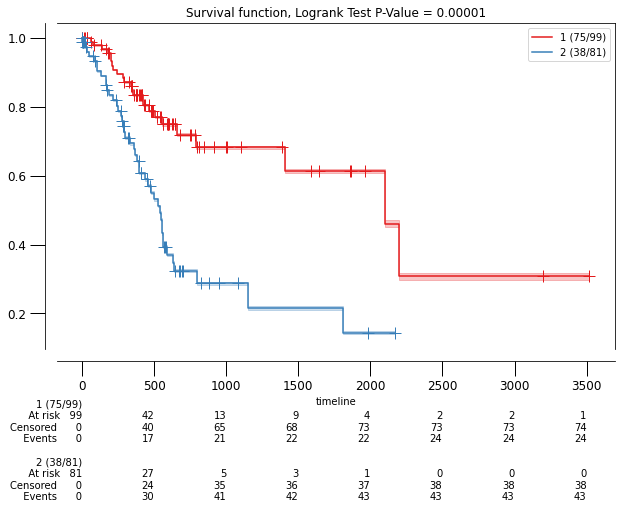 Survival function, Logrank Test P-Value = 0.00001
1 (75/99)
2 (38/81)
1.0
0.8
0.6
0.4
0.2
0 500 1000 1500 2000 2500 3000 3500
timeline
1 (75/99)
At risk 99 42 13 9 4 2 2 1
Censored 0 40 65 68 73 73 73 74
Events 0 17 21 22 22 24 24 24
2 (38/81)
At risk 81 27 5 3 1 0 0 0
Censored 0 24 35 36 37 38 38 38
Events 0 30 41 42 43 43 43 43